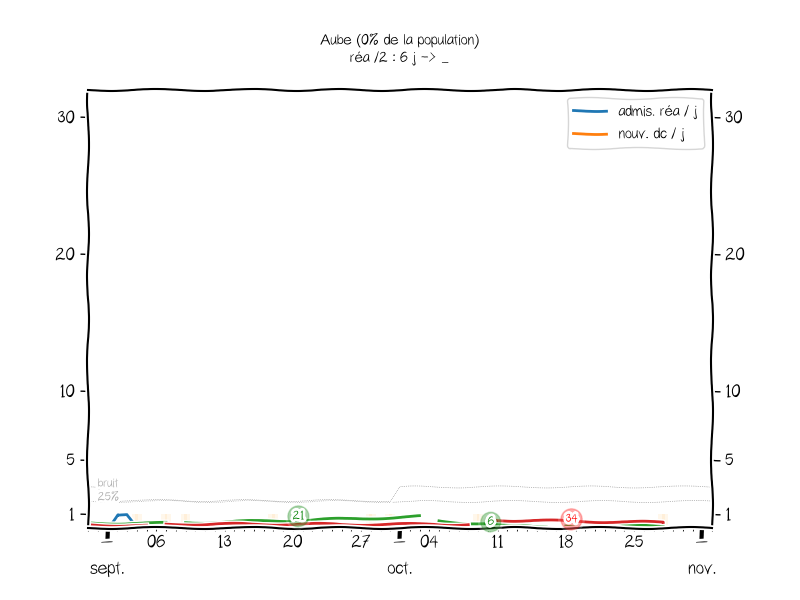 Aube (0% de la population)
réa /2 : 6 j -> _
admis. réa / j
nouv. dc / j
30
30
20
20
10
10
5
5
bruit
25%
1
1
21
6
34
06
13
20
27
04
11
18
25
sept.
oct.
nov.